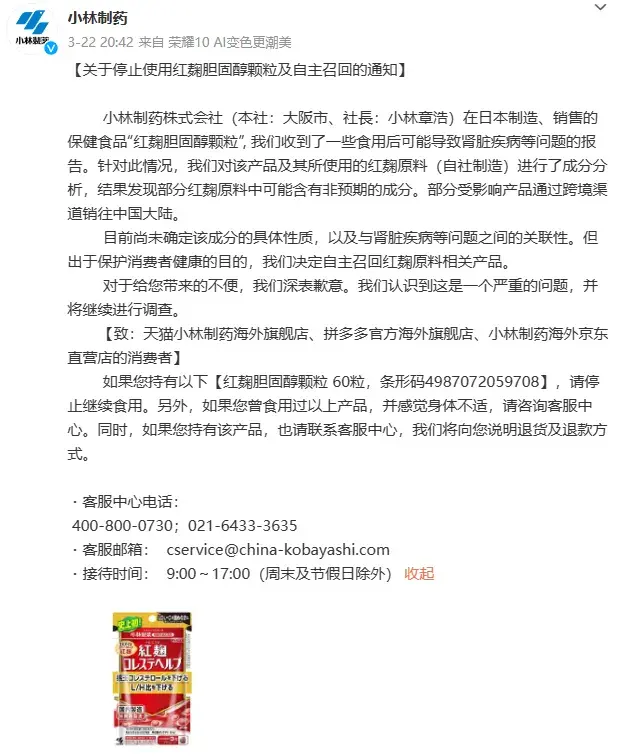 小林制药
小林製薬
3-22 20:42 来自 荣耀10 AI变色更潮美
【关于停止使用红麹胆固醇颗粒及自主召回的通知】
小林制药株式会社（本社：大阪市、社長：小林章浩）在日本制造、销售的
保健食品“红麹胆固醇颗粒”, 我们收到了一些食用后可能导致肾脏疾病等问题的报
告。针对此情况，我们对该产品及其所使用的红麹原料（自社制造）进行了成分分
析，结果发现部分红麹原料中可能含有非预期的成分。部分受影响产品通过跨境渠
道销往中国大陆。
目前尚未确定该成分的具体性质，以及与肾脏疾病等问题之间的关联性。但
出于保护消费者健康的目的，我们决定自主召回红麹原料相关产品。
对于给您带来的不便，我们深表歉意。我们认识到这是一个严重的问题，并
将继续进行调查。
【致：天猫小林制药海外旗舰店、拼多多官方海外旗舰店、小林制药海外京东
直营店的消费者】
如果您持有以下【红麹胆固醇颗粒 60粒，条形码4987072059708】，请停
止继续食用。另外，如果您曾食用过以上产品，并感觉身体不适，请咨询客服中
心。同时，如果您持有该产品，也请联系客服中心，我们将向您说明退货及退款方
式。
· 客服中心电话：
400-800-0730；021-6433-3635
· 客服邮箱： cservice@china-kobayashi.com
· 接待时间： 9:00～17:00（周末及节假日除外） 收起
史上初!
小林製薬
紅麹
コレステヘルプ
悪玉コレステロールを下げる
L/H比を下げる
国内製造